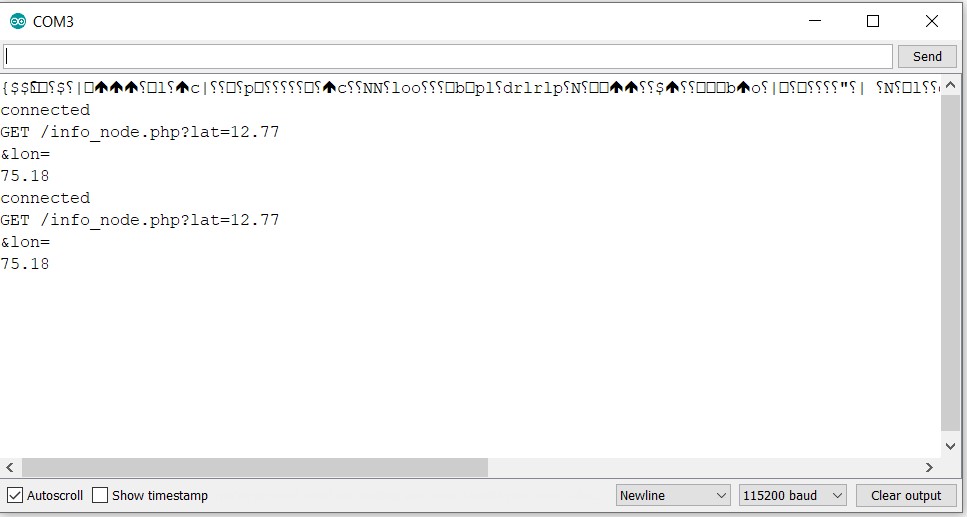 COM3
Send
connected
GET /info_node.php?lat=12.77
&lon=
75.18
connected
GET /info_node.php?lat=12.77
&lon=
75.18
Autoscroll Show timestamp Newline 115200 baud Clear output